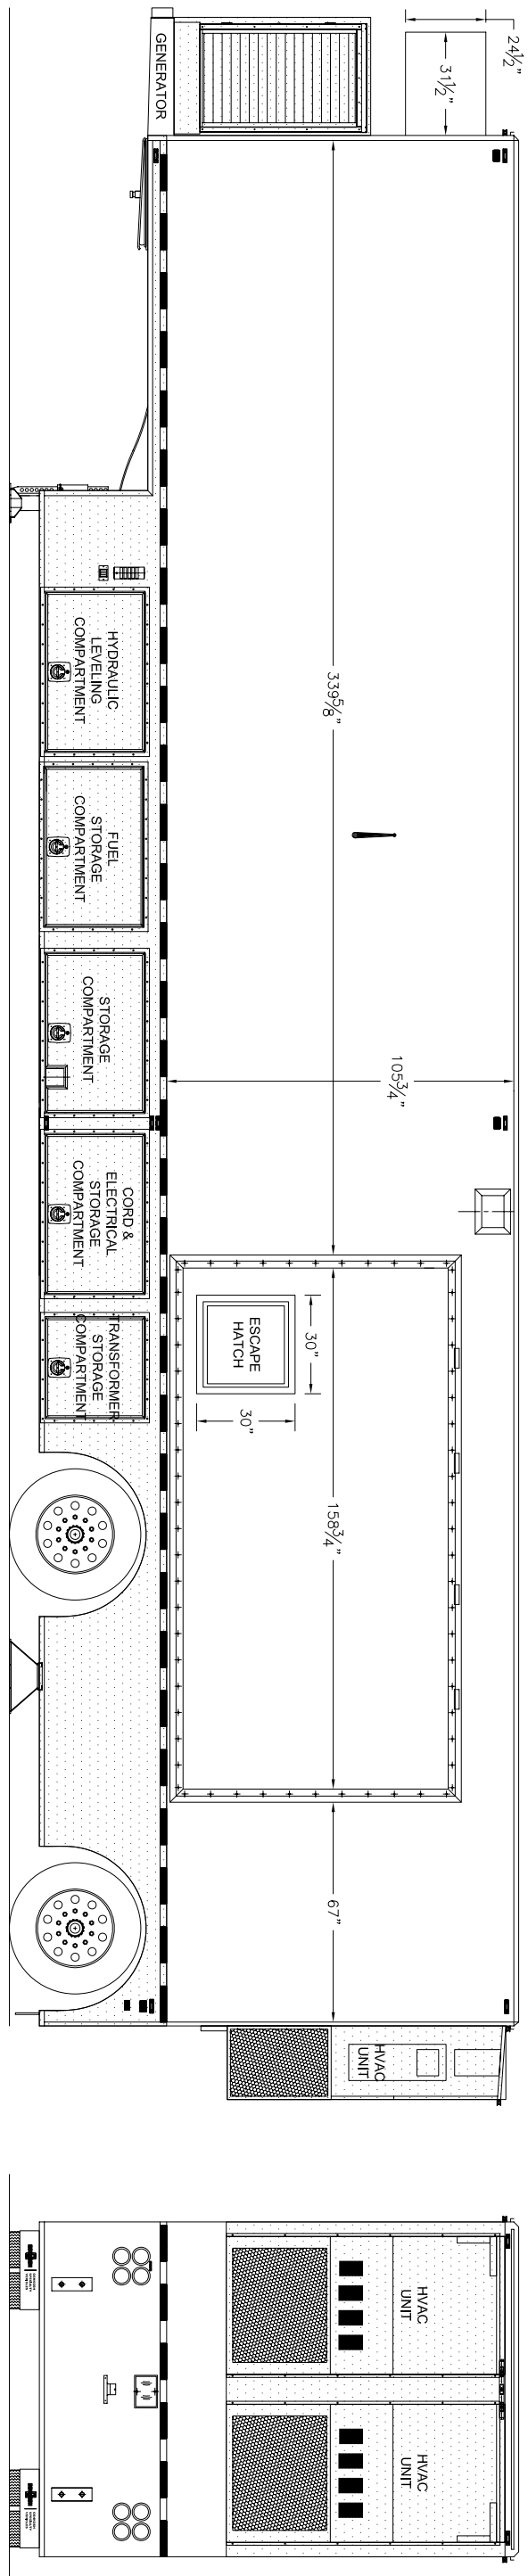 24½"
31½"
GENERATOR
339⅝"
105¾"
HYDRAULIC
LEVELING
COMPARTMENT
FUEL
STORAGE
COMPARTMENT
STORAGE
COMPARTMENT
CORD &
ELECTRICAL
STORAGE
COMPARTMENT
TRANSFORMER
STORAGE
COMPARTMENT
ESCAPE
HATCH
30"
30"
158¾"
67"
HVAC
UNIT
HVAC
UNIT
HVAC
UNIT